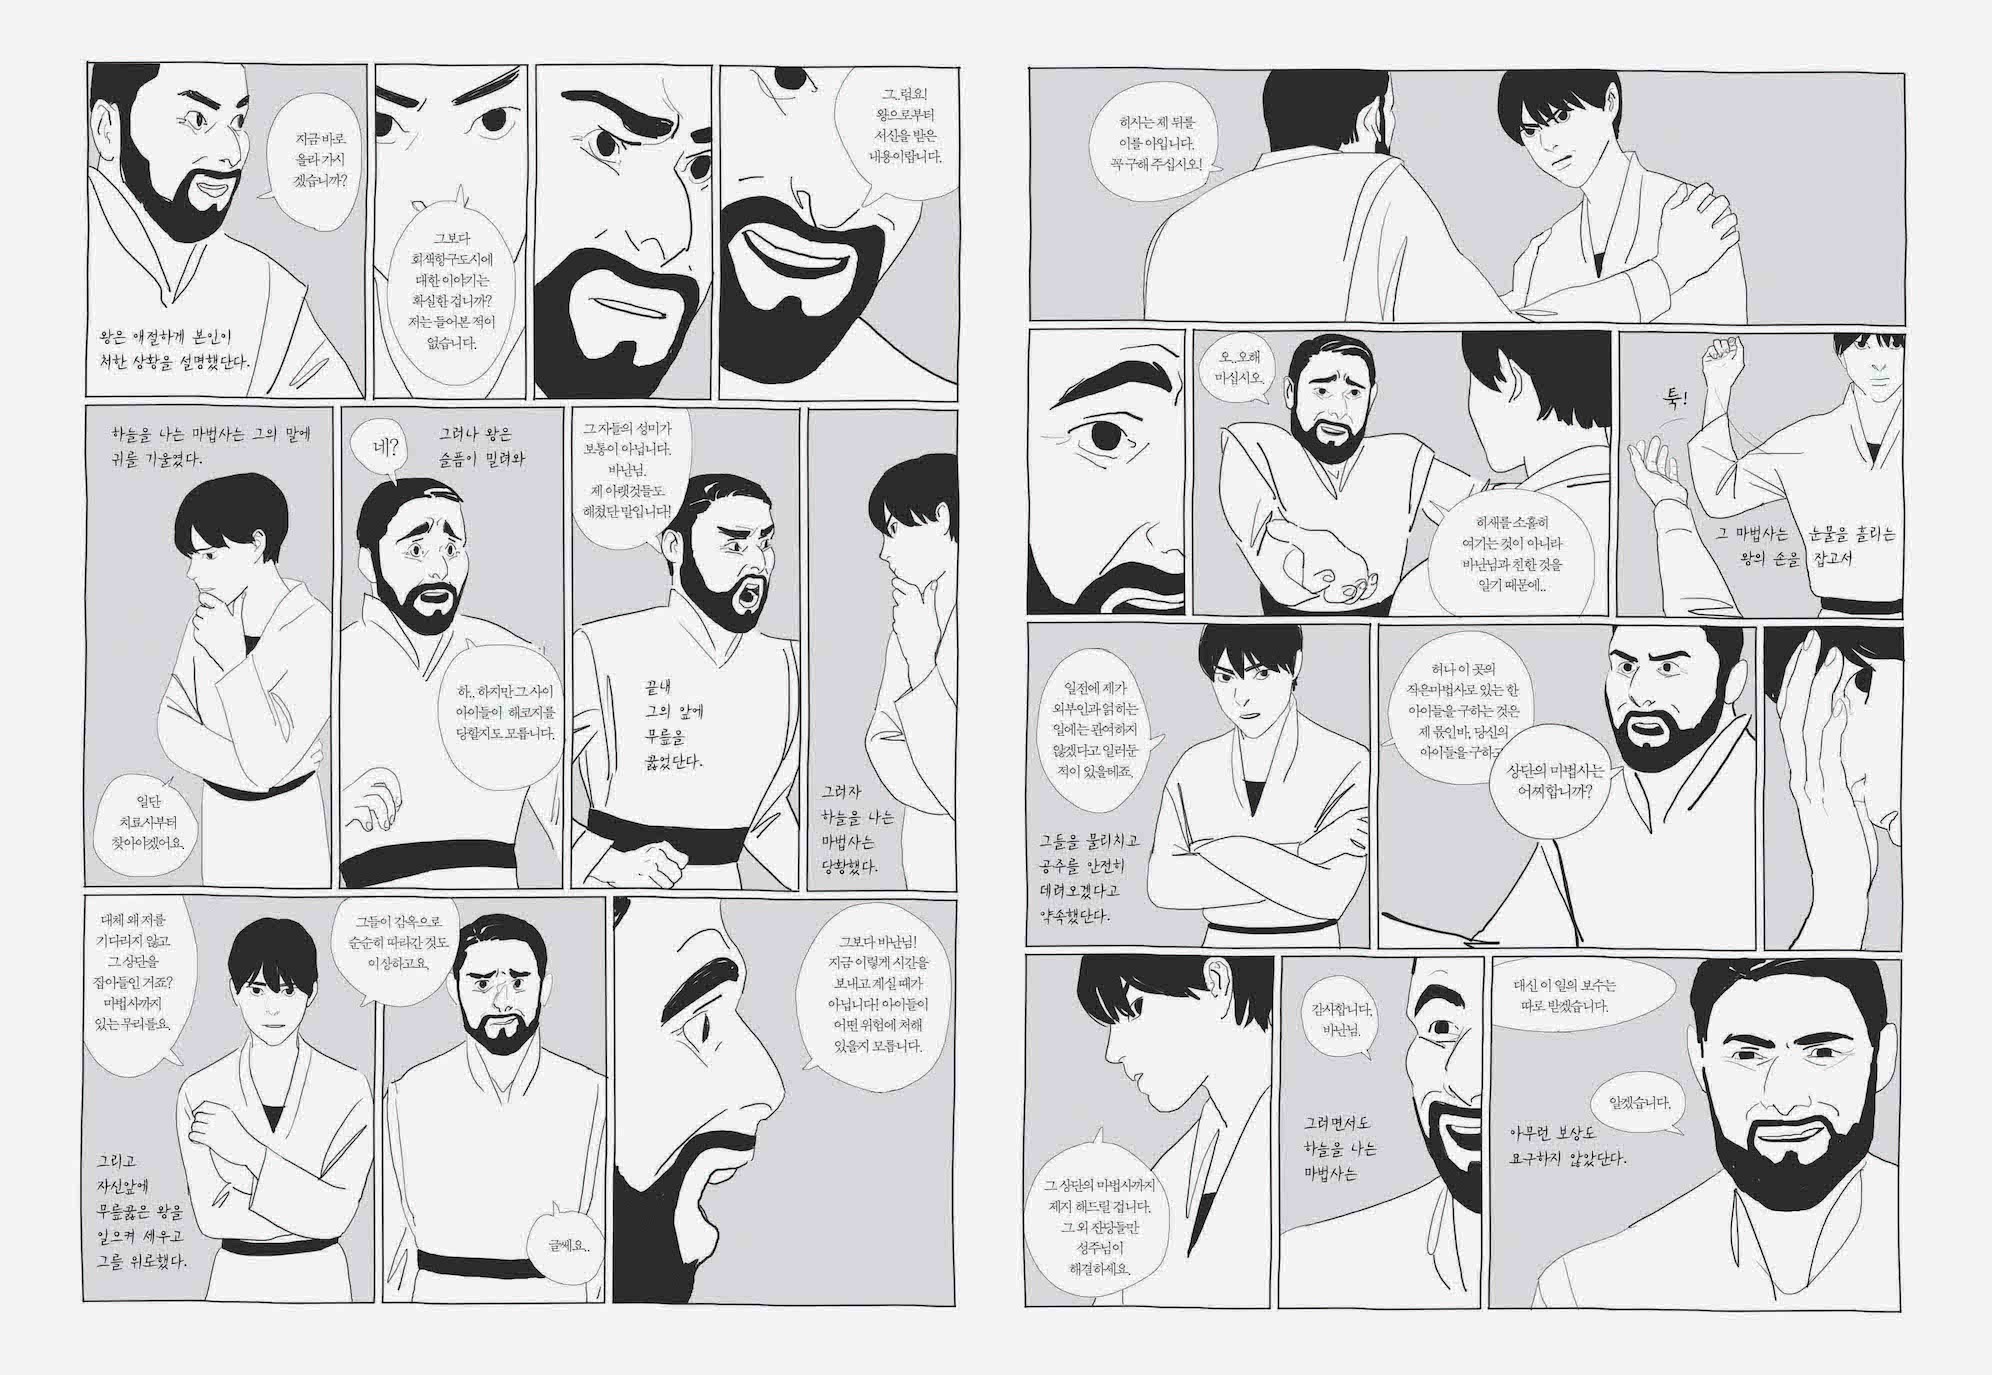 지금 바로
올라 가시
겠습니까?
왕은 애절하게 본인이
처한 상황을 설명했단다.
그보다
회색항구도시에
대한 이야기는
확실한 겁니까?
저는 들어본 적이
없습니다.
그..럼요!
왕으로부터
서신을 받은
내용이랍니다.
하늘을 나는 마법사는 그의 말에
귀를 기울였다.
일단
치료사부터
찾아야겠어요.
네?
그러나 왕은
슬픔이 밀려와
하.. 하지만 그 사이
아이들이 해코지를
당할지도 모릅니다.
그 자들의 성미가
보통이 아닙니다.
바난님.
제 아랫것들도
해쳤단 말입니다!
끝내
그의 앞에
무릎을
꿇었단다.
그러자
하늘을 나는
마법사는
당황했다.
대체 왜 저를
기다리지 않고
그 상단을
잡아들인 거죠?
마법사까지
있는 무리를요.
그리고
자신앞에
무릎꿇은 왕을
일으켜 세우고
그를 위로했다.
그들이 감옥으로
순순히 따라간 것도
이상하고요.
글쎄요..
그보다 바난님!
지금 이렇게 시간을
보내고 계실 때가
아닙니다! 아이들이
어떤 위험에 처해
있을지 모릅니다.
히사는 제 뒤를
이를 아입니다.
꼭 구해 주십시오!
오..오해
마십시오.
히새를 소홀히
여기는 것이 아니라
바난님과 친한 것을
알기 때문에..
툭!
그 마법사는 눈물을 흘리는
왕의 손을 잡고서
일전에 제가
외부인과 얽히는
일에는 관여하지
않겠다고 일러둔
적이 있을테죠.
그들을 물리치고
공주를 안전히
데려오겠다고
약속했단다.
허나 이 곳의
작은마법사로 있는 한
아이들을 구하는 것은
제 몫인바, 당신의
아이들을 구하고
상단의 마법사는
어찌합니까?
그 상단의 마법사까지
제지 해드릴 겁니다.
그 외 잔당들만
성주님이
해결하세요.
감사합니다.
바난님.
그러면서도
하늘을 나는
마법사는
대신 이 일의 보수는
따로 받겠습니다.
알겠습니다.
아무런 보상도
요구하지 않았단다.